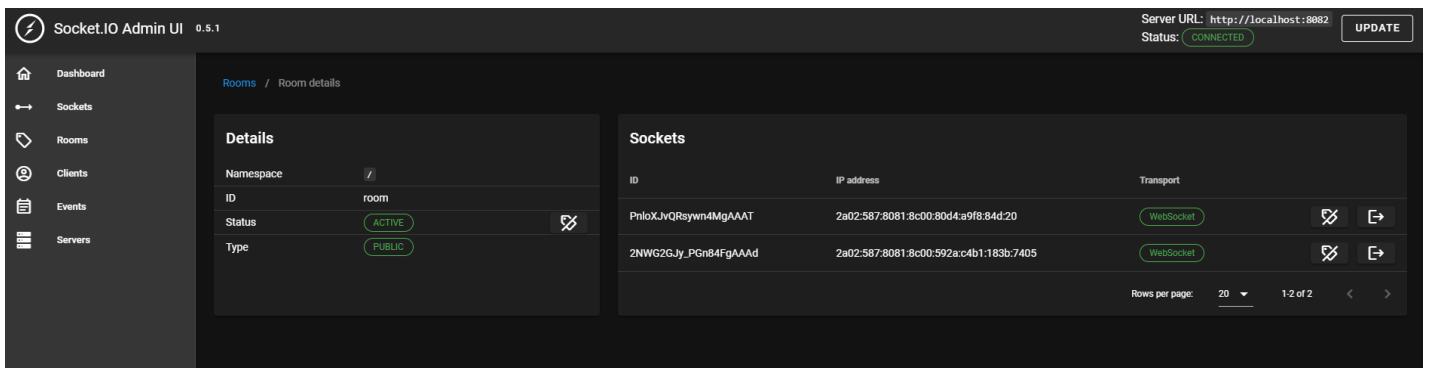 Socket.IO Admin UI 0.5.1
Server URL: http://localhost:8082
Status: CONNECTED
UPDATE
Dashboard
Sockets
Rooms
Clients
Events
Servers
Rooms / Room details
Details
Namespace /
ID room
Status ACTIVE
Type PUBLIC
Sockets
ID IP address Transport
PnloXJvQRsywn4MgAAAT 2a02:587:8081:8c00:80d4:a9f8:84d:20 WebSocket
2NWG2GJy_PGn84FgAAAd 2a02:587:8081:8c00:592a:c4b1:183b:7405 WebSocket
Rows per page: 20 1-2 of 2